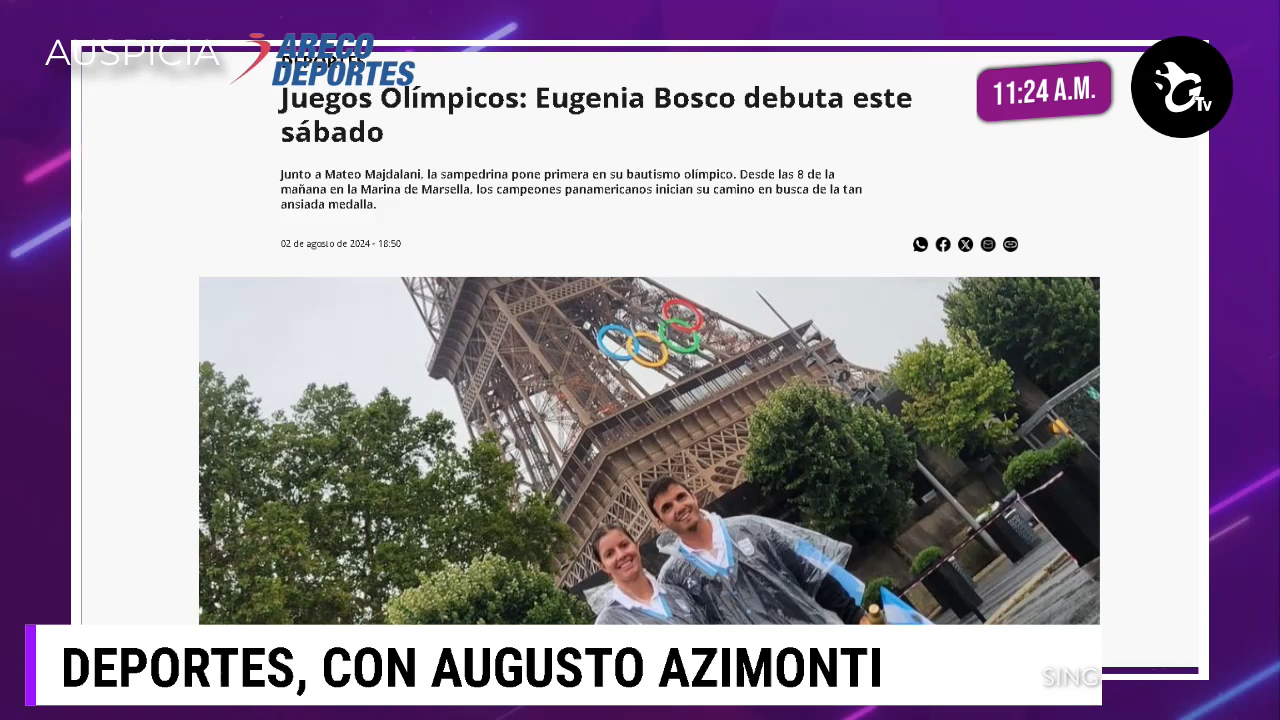 AUSPICIA
ARECO
DEPORTES
DEPORTES
Juegos Olímpicos: Eugenia Bosco debuta este
sábado
11:24 A.M.
G TV
Junto a Mateo Majdalani, la sampedrina pone primera en su bautismo olímpico. Desde las 8 de la
mañana en la Marina de Marsella, los campeones panamericanos inician su camino en busca de la tan
ansiada medalla.
02 de agosto de 2024 - 18:50
DEPORTES, CON AUGUSTO AZIMONTI
SING